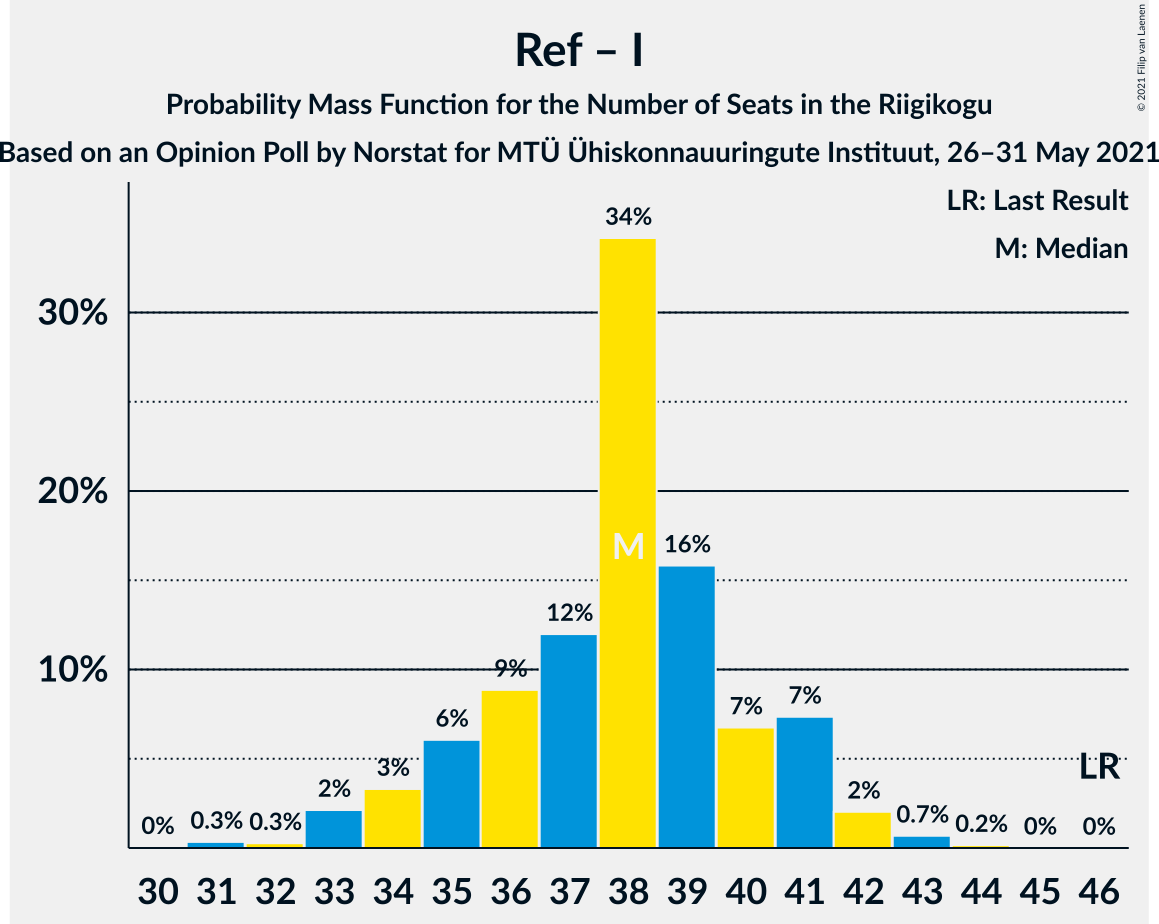 Ref – I
Probability Mass Function for the Number of Seats in the Riigikogu
Based on an Opinion Poll by Norstat for MTÜ Ühiskonnauuringute Instituut, 26–31 May 2021
© 2021 Filip van Laenen
LR: Last Result
M: Median
30%
20%
10%
0%
0.3%
0.3%
2%
3%
6%
9%
12%
34%
M
16%
7%
7%
2%
0.7%
0.2%
0%
0%
LR
30 31 32 33 34 35 36 37 38 39 40 41 42 43 44 45 46